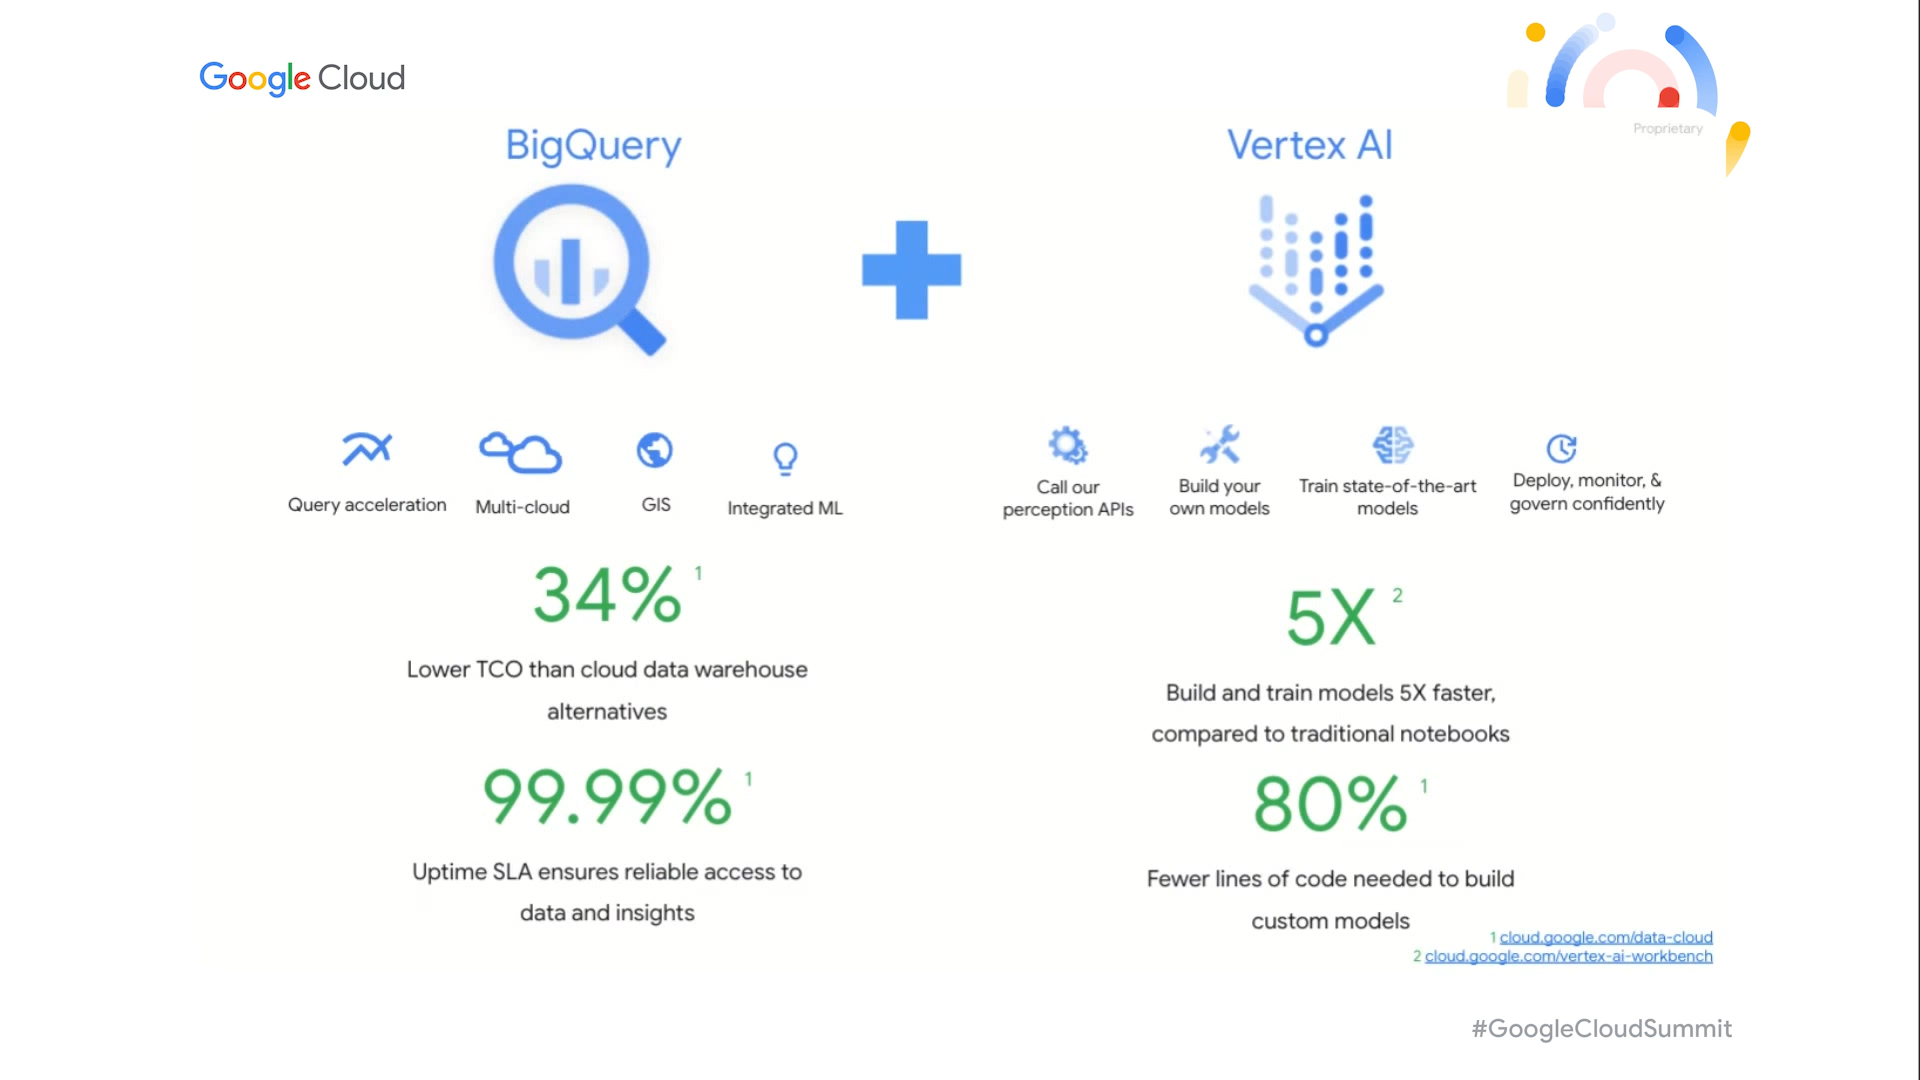 Google Cloud
Proprietary
BigQuery
Vertex AI
Query acceleration
Multi-cloud
GIS
Integrated ML
Call our
perception APIs
Build your
own models
Train state-of-the-art
models
Deploy, monitor, &
govern confidently
34% 1
Lower TCO than cloud data warehouse
alternatives
99.99% 1
Uptime SLA ensures reliable access to
data and insights
5X 2
Build and train models 5X faster,
compared to traditional notebooks
80% 1
Fewer lines of code needed to build
custom models
1 cloud.google.com/data-cloud
2 cloud.google.com/vertex-ai-workbench
#GoogleCloudSummit